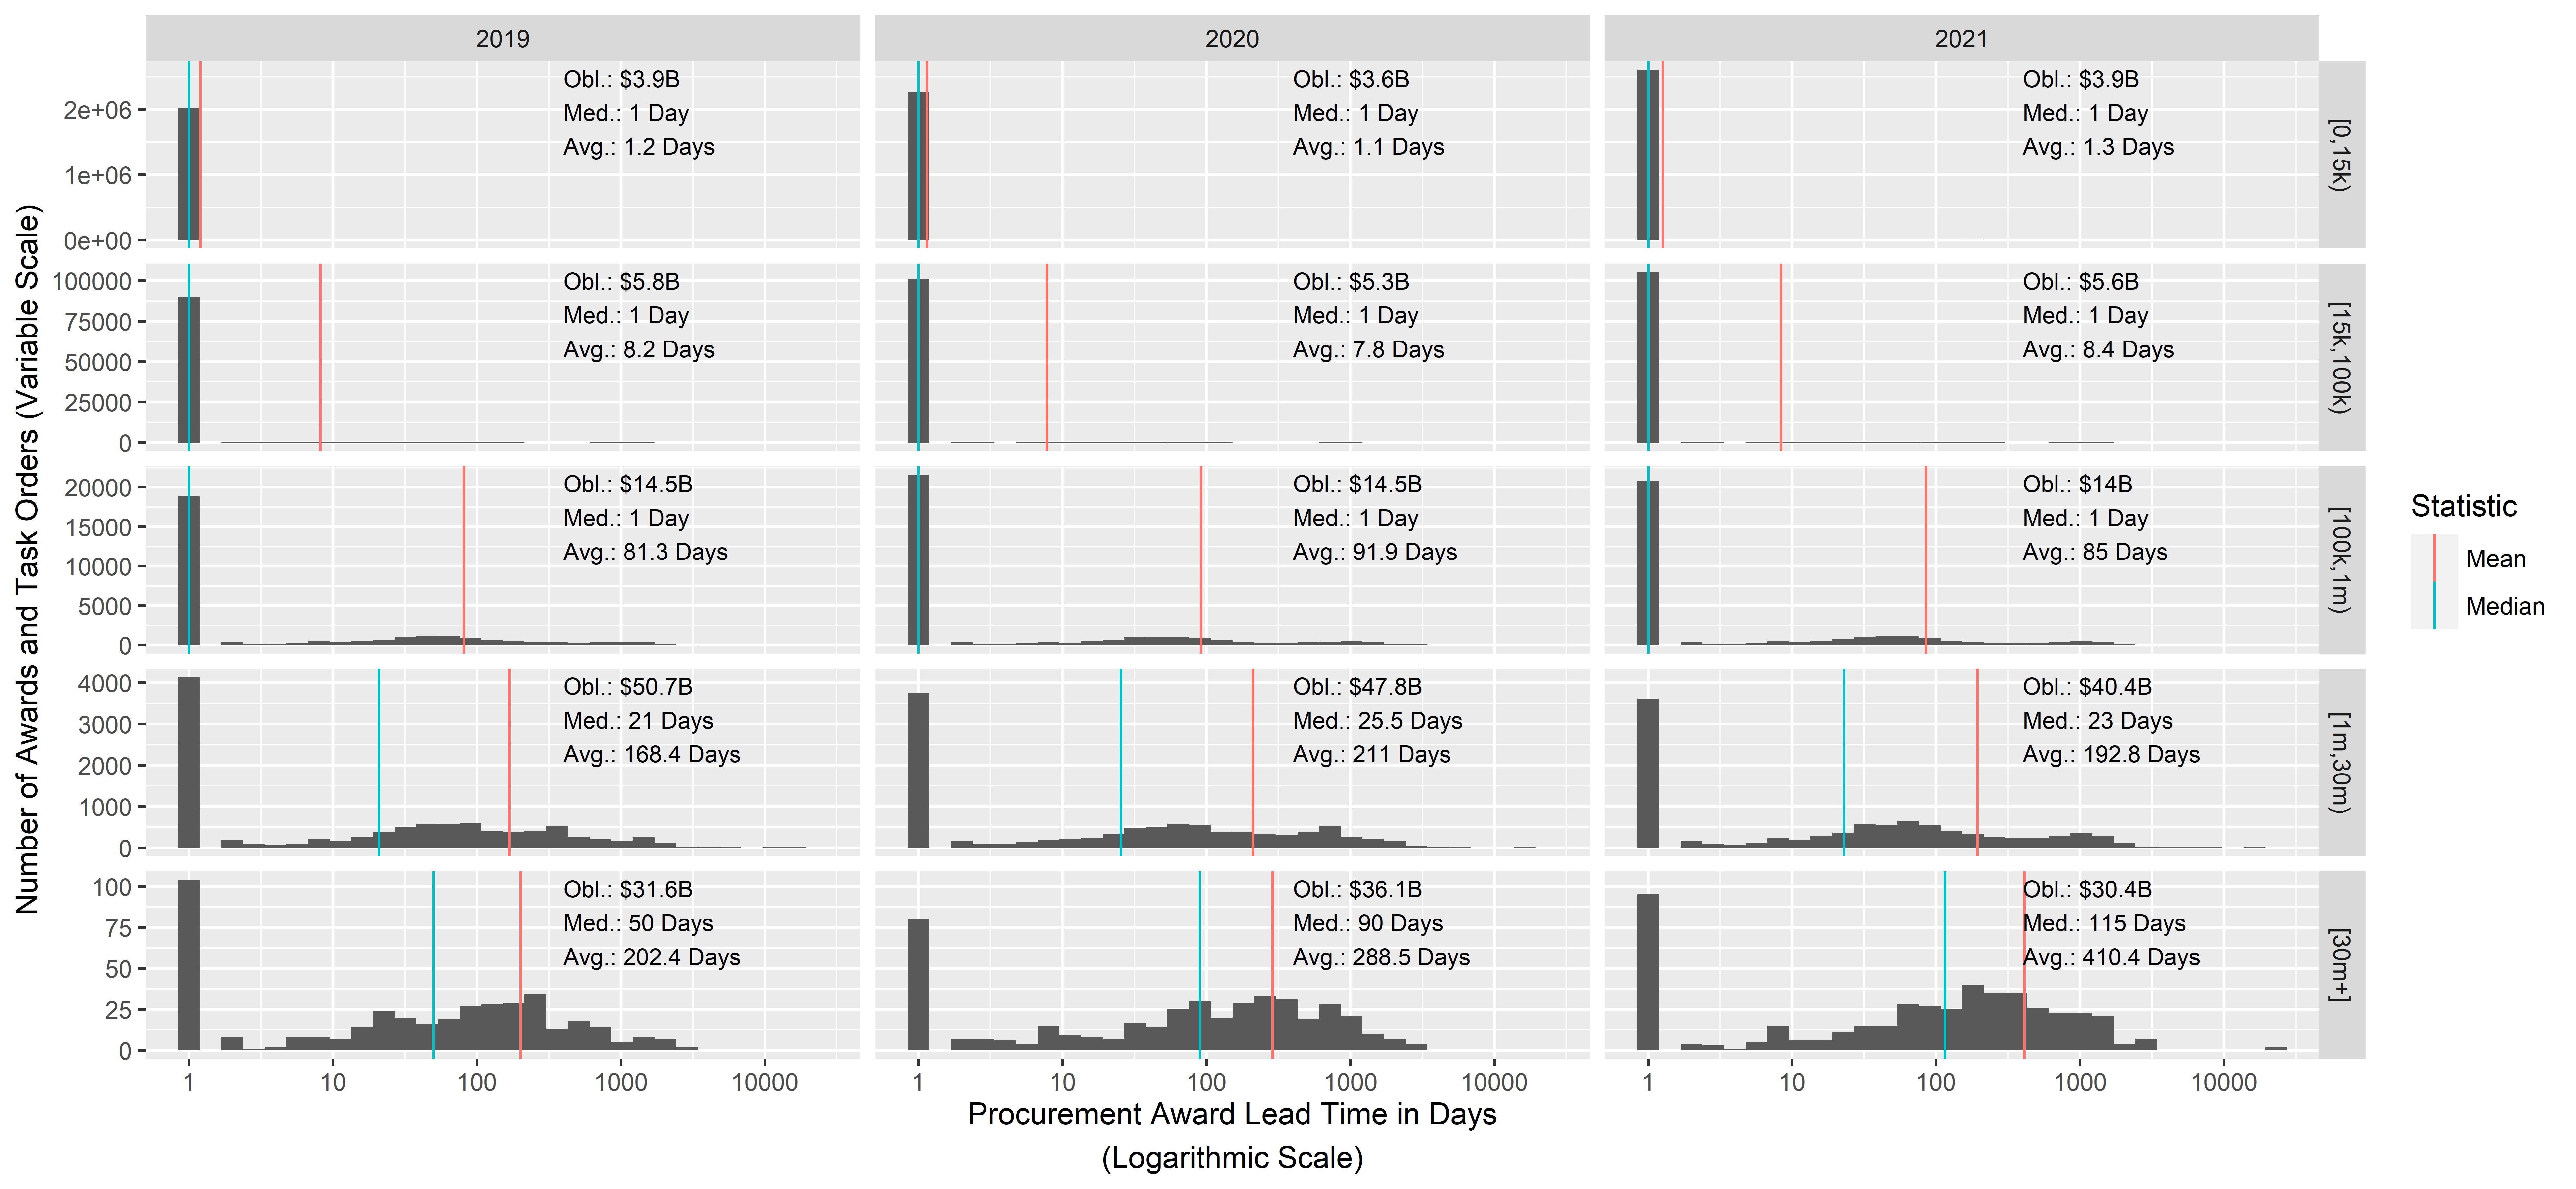 2019
2020
2021
Number of Awards and Task Orders (Variable Scale)
2e+06
1e+06
0e+00
Obl.: $3.9B
Med.: 1 Day
Avg.: 1.2 Days
Obl.: $3.6B
Med.: 1 Day
Avg.: 1.1 Days
Obl.: $3.9B
Med.: 1 Day
Avg.: 1.3 Days
[0,15k)
100000
75000
50000
25000
0
Obl.: $5.8B
Med.: 1 Day
Avg.: 8.2 Days
Obl.: $5.3B
Med.: 1 Day
Avg.: 7.8 Days
Obl.: $5.6B
Med.: 1 Day
Avg.: 8.4 Days
[15k,100k)
20000
15000
10000
5000
0
Obl.: $14.5B
Med.: 1 Day
Avg.: 81.3 Days
Obl.: $14.5B
Med.: 1 Day
Avg.: 91.9 Days
Obl.: $14B
Med.: 1 Day
Avg.: 85 Days
[100k,1m)
4000
3000
2000
1000
0
Obl.: $50.7B
Med.: 21 Days
Avg.: 168.4 Days
Obl.: $47.8B
Med.: 25.5 Days
Avg.: 211 Days
Obl.: $40.4B
Med.: 23 Days
Avg.: 192.8 Days
[1m,30m)
100
75
50
25
0
Obl.: $31.6B
Med.: 50 Days
Avg.: 202.4 Days
Obl.: $36.1B
Med.: 90 Days
Avg.: 288.5 Days
Obl.: $30.4B
Med.: 115 Days
Avg.: 410.4 Days
[30m+]
1 10 100 1000 10000
1 10 100 1000 10000
1 10 100 1000 10000
Procurement Award Lead Time in Days
(Logarithmic Scale)
Statistic
Mean
Median